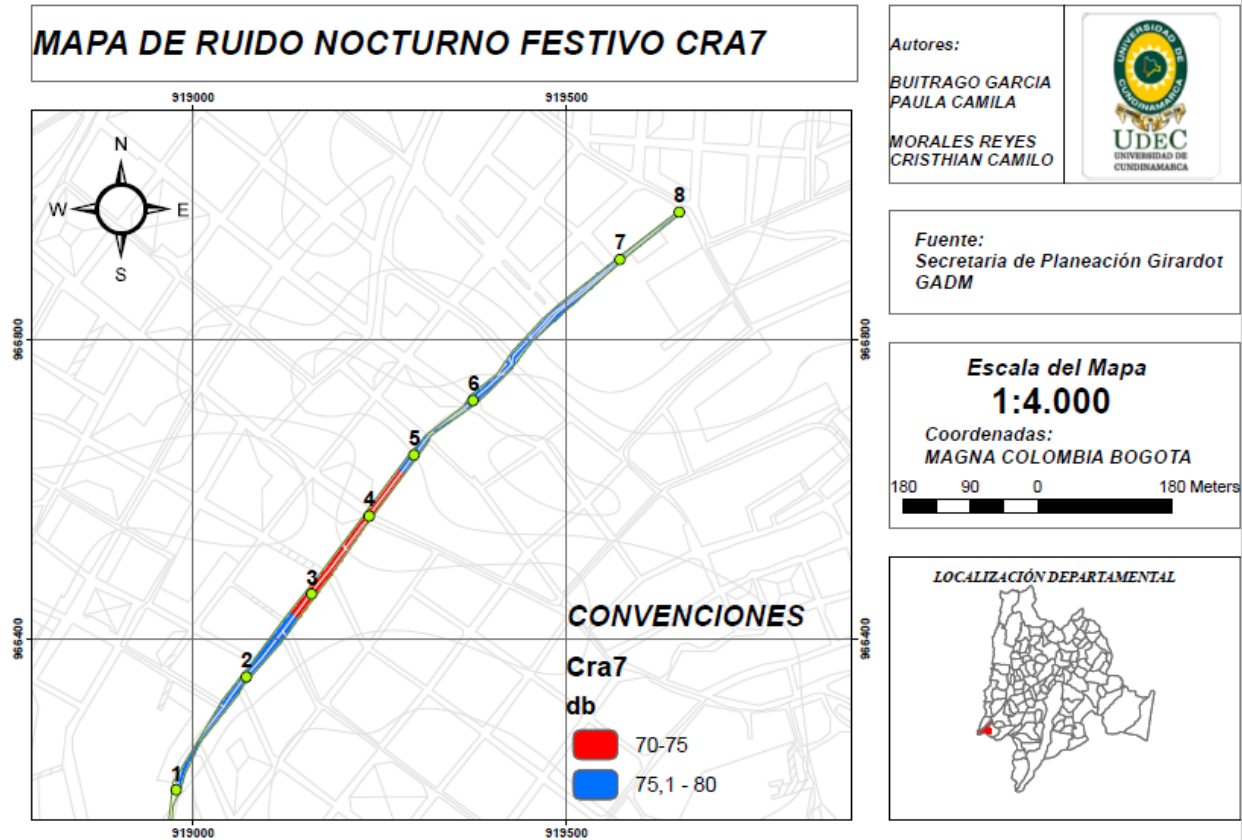 MAPA DE RUIDO NOCTURNO FESTIVO CRA7
919000
919500
N
W
E
S
966800
966800
966400
966400
8
7
6
5
4
3
2
1
CONVENCIONES
Cra7
db
70-75
75,1 - 80
919000
919500
Autores:
BUITRAGO GARCIA
PAULA CAMILA
MORALES REYES
CRISTHIAN CAMILO
UNIVERSIDAD DE
CUNDINAMARCA
UDEC
UNIVERSIDAD DE
CUNDINAMARCA
Fuente:
Secretaria de Planeación Girardot
GADM
Escala del Mapa
1:4.000
Coordenadas:
MAGNA COLOMBIA BOGOTA
180 90 0 180 Meters
LOCALIZACIÓN DEPARTAMENTAL